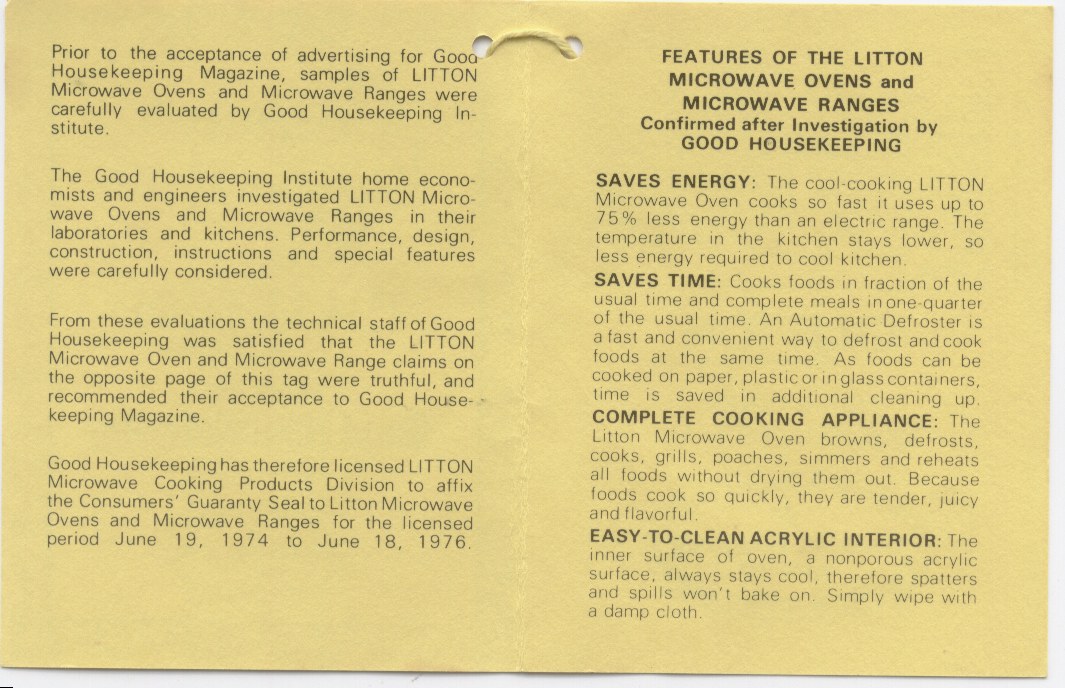 Prior to the acceptance of advertising for Good
Housekeeping Magazine, samples of LITTON
Microwave Ovens and Microwave Ranges were
carefully evaluated by Good Housekeeping In-
stitute.
The Good Housekeeping Institute home econo-
mists and engineers investigated LITTON Micro-
wave Ovens and Microwave Ranges in their
laboratories and kitchens. Performance, design,
construction, instructions and special features
were carefully considered.
From these evaluations the technical staff of Good
Housekeeping was satisfied that the LITTON
Microwave Oven and Microwave Range claims on
the opposite page of this tag were truthful, and
recommended their acceptance to Good House-
keeping Magazine.
Good Housekeeping has therefore licensed LITTON
Microwave Cooking Products Division to affix
the Consumers' Guaranty Seal to Litton Microwave
Ovens and Microwave Ranges for the licensed
period June 19, 1974 to June 18, 1976.
FEATURES OF THE LITTON
MICROWAVE OVENS and
MICROWAVE RANGES
Confirmed after Investigation by
GOOD HOUSEKEEPING
SAVES ENERGY: The cool-cooking LITTON
Microwave Oven cooks so fast it uses up to
75% less energy than an electric range. The
temperature in the kitchen stays lower, so
less energy required to cool kitchen.
SAVES TIME: Cooks foods in fraction of the
usual time and complete meals in one-quarter
of the usual time. An Automatic Defroster is
a fast and convenient way to defrost and cook
foods at the same time. As foods can be
cooked on paper, plastic or in glass containers,
time is saved in additional cleaning up.
COMPLETE COOKING APPLIANCE: The
Litton Microwave Oven browns, defrosts,
cooks, grills, poaches, simmers and reheats
all foods without drying them out. Because
foods cook so quickly, they are tender, juicy
and flavorful.
EASY-TO-CLEAN ACRYLIC INTERIOR: The
inner surface of oven, a nonporous acrylic
surface, always stays cool, therefore spatters
and spills won't bake on. Simply wipe with
a damp cloth.